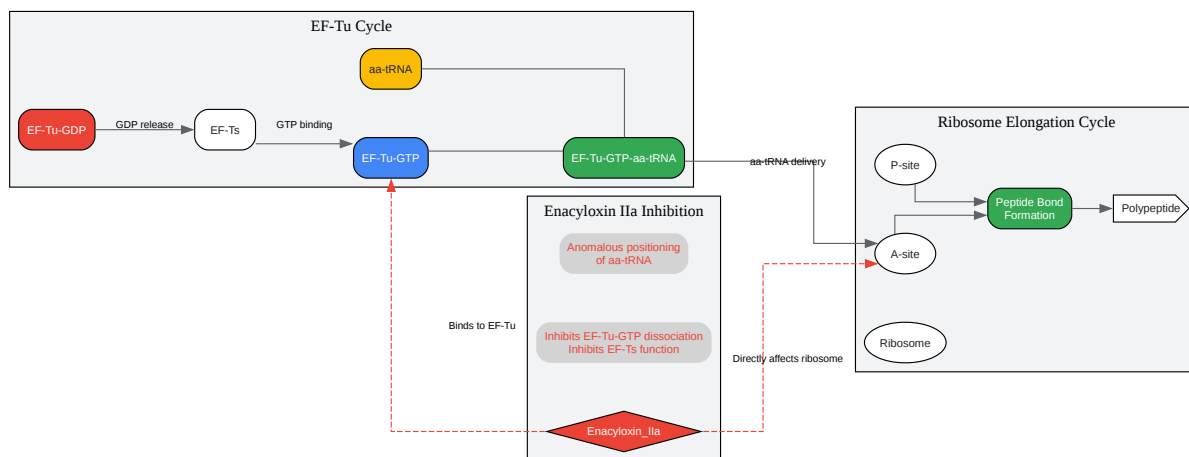 EF-Tu Cycle
aa-tRNA
EF-Tu-GDP
GDP release
EF-Ts
GTP binding
EF-Tu-GTP
EF-Tu-GTP-aa-tRNA
aa-tRNA delivery
Ribosome Elongation Cycle
P-site
Peptide Bond
Formation
Polypeptide
A-site
Ribosome
Enacyloxin IIa Inhibition
Anomalous positioning
of aa-tRNA
Binds to EF-Tu
Inhibits EF-Tu-GTP dissociation
Inhibits EF-Ts function
Directly affects ribosome
Enacyloxin_IIa